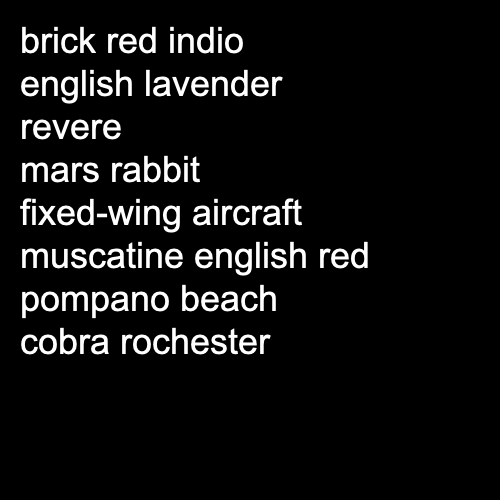 brick red indio
english lavender
revere
mars rabbit
fixed-wing aircraft
muscatine english red
pompano beach
cobra rochester